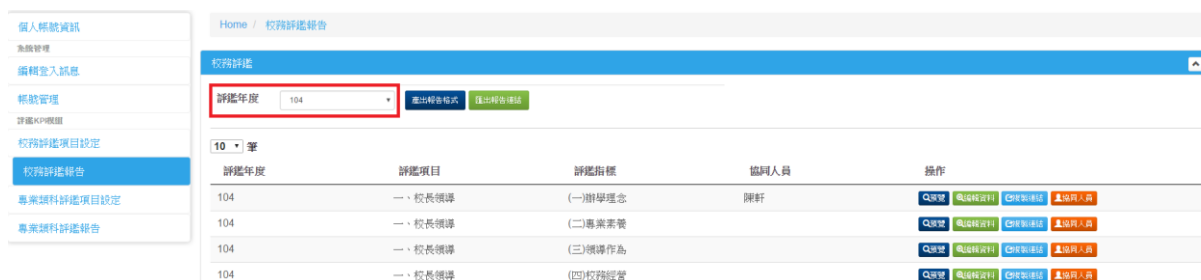 個人帳號資訊
系統管理
編輯登入訊息
帳號管理
評鑑KPI模組
校務評鑑項目設定
校務評鑑報告
專業類科評鑑項目設定
專業類科評鑑報告
Home / 校務評鑑報告
校務評鑑
評鑑年度 104 產出報告格式 匯出報告連結
10 筆
評鑑年度 評鑑項目 評鑑指標 協同人員 操作
104 一、校長領導 (一)辦學理念 陳軒 預覽 編輯資料 複製連結 協同人員
104 一、校長領導 (二)專業素養 預覽 編輯資料 複製連結 協同人員
104 一、校長領導 (三)領導作為 預覽 編輯資料 複製連結 協同人員
104 一、校長領導 (四)校務經營 預覽 編輯資料 複製連結 協同人員